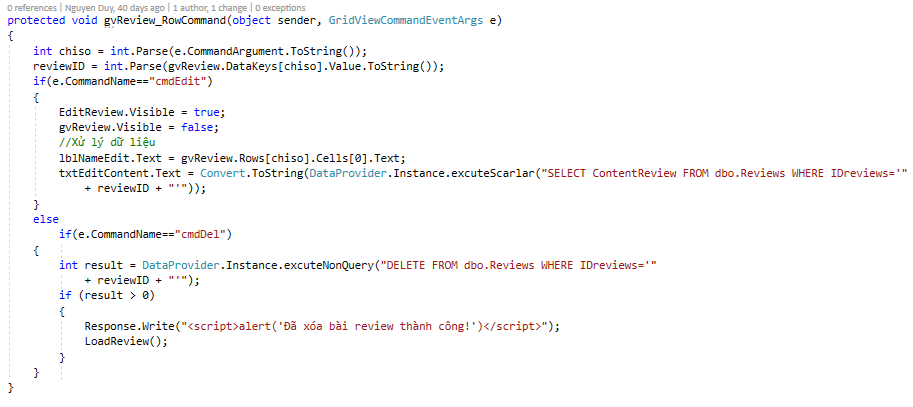 0 references | Nguyen Duy, 40 days ago | 1 author, 1 change | 0 exceptions
protected void gvReview_RowCommand(object sender, GridViewCommandEventArgs e)
{
    int chiso = int.Parse(e.CommandArgument.ToString());
    reviewID = int.Parse(gvReview.DataKeys[chiso].Value.ToString());
    if(e.CommandName=="cmdEdit")
    {
        EditReview.Visible = true;
        gvReview.Visible = false;
        //Xử lý dữ liệu
        lblNameEdit.Text = gvReview.Rows[chiso].Cells[0].Text;
        txtEditContent.Text = Convert.ToString(DataProvider.Instance.excuteScarlar("SELECT ContentReview FROM dbo.Reviews WHERE IDreviews='"
            + reviewID + "'"));
    }
    else
        if(e.CommandName=="cmdDel")
    {
        int result = DataProvider.Instance.excuteNonQuery("DELETE FROM dbo.Reviews WHERE IDreviews='"
            + reviewID + "'");
        if (result > 0)
        {
            Response.Write("<script>alert('Đã xóa bài review thành công!')</script>");
            LoadReview();
        }
    }
}